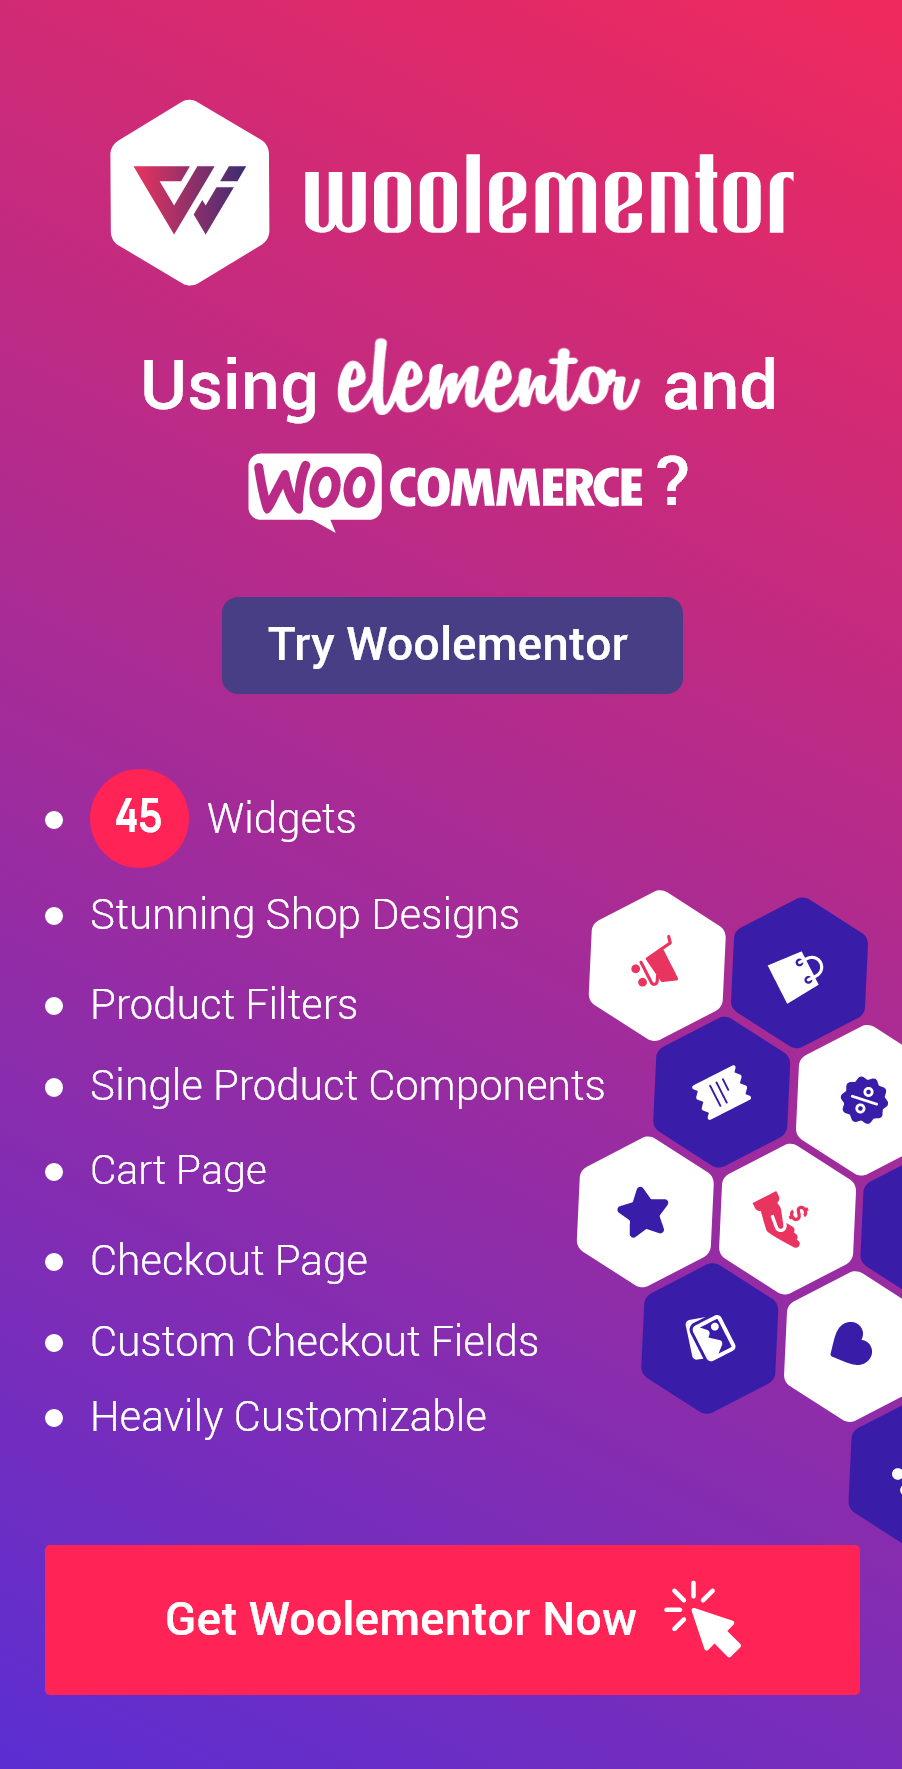 woolementor
Using elementor and
WOO COMMERCE ?
Try Woolementor
45 Widgets
Stunning Shop Designs
Product Filters
Single Product Components
Cart Page
Checkout Page
Custom Checkout Fields
Heavily Customizable
Get Woolementor Now